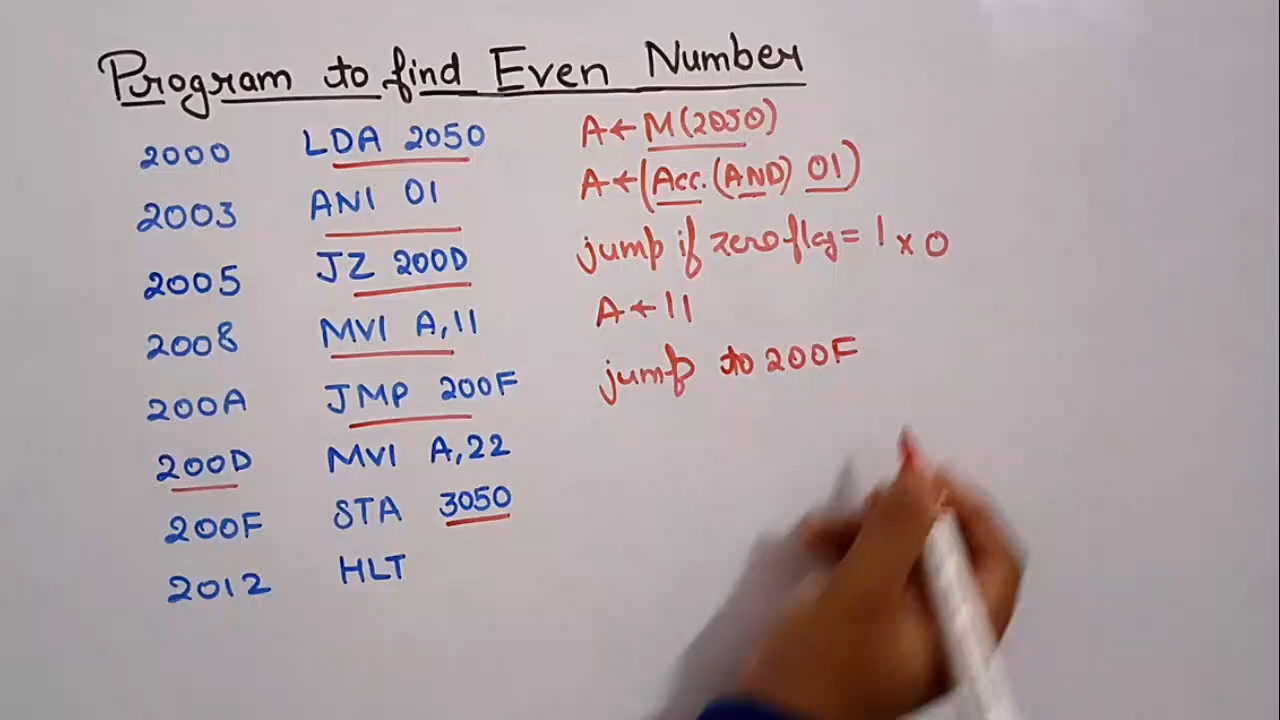 Program to find Even Number
2000 LDA 2050 A←M(2050)
2003 ANI 01 A←(Acc.(AND) 01)
2005 JZ 200D jump if zero flag = 1 x 0
2008 MVI A,11 A←11
200A JMP 200F jump to 200F
200D MVI A,22
200F STA 3050
2012 HLT